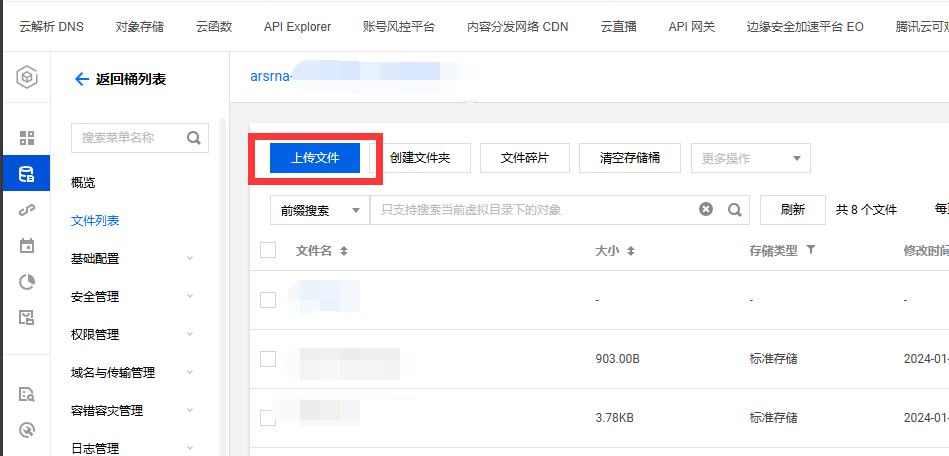 云解析 DNS 对象存储 云函数 API Explorer 账号风控平台 内容分发网络 CDN 云直播 API 网关 边缘安全加速平台 EO 腾讯云可观
返回桶列表
arsrna-
搜索菜单名称
概览
文件列表
基础配置
安全管理
权限管理
域名与传输管理
容错容灾管理
日志管理
上传文件 创建文件夹 文件碎片 清空存储桶 更多操作
前缀搜索 只支持搜索当前虚拟目录下的对象 刷新 共 8 个文件 每
文件名 大小 存储类型 修改时间
- - -
903.00B 标准存储 2024-01-
3.78KB 标准存储 2024-01-